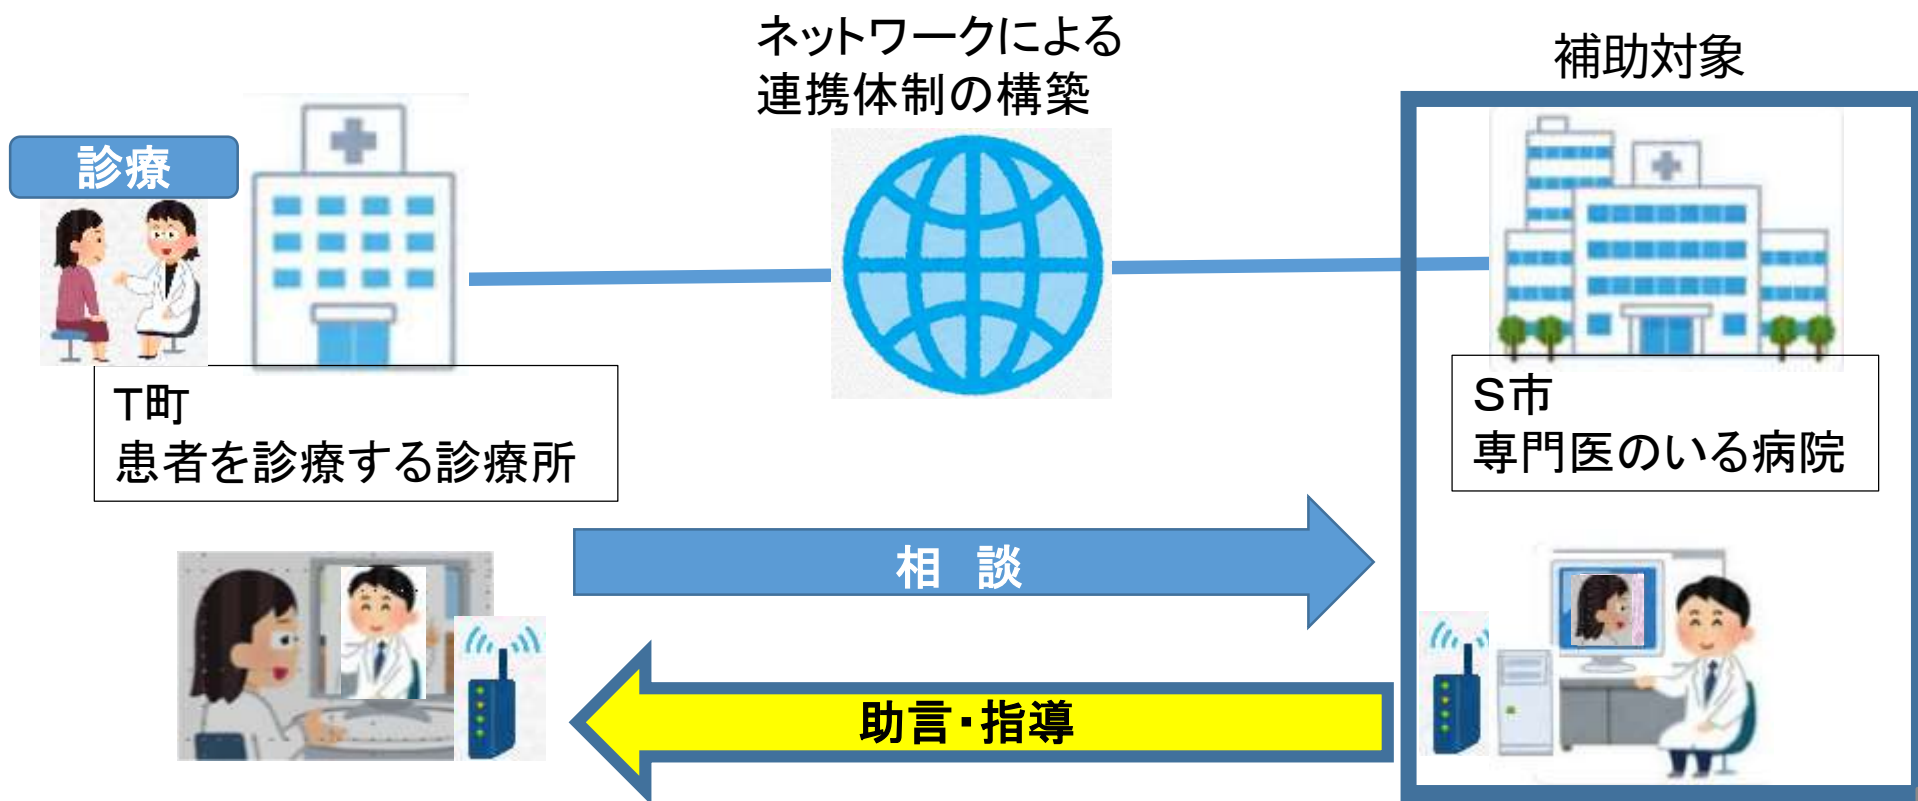 ネットワークによる
連携体制の構築
補助対象
診療
T町
患者を診療する診療所
S市
専門医のいる病院
相　談
助言・指導